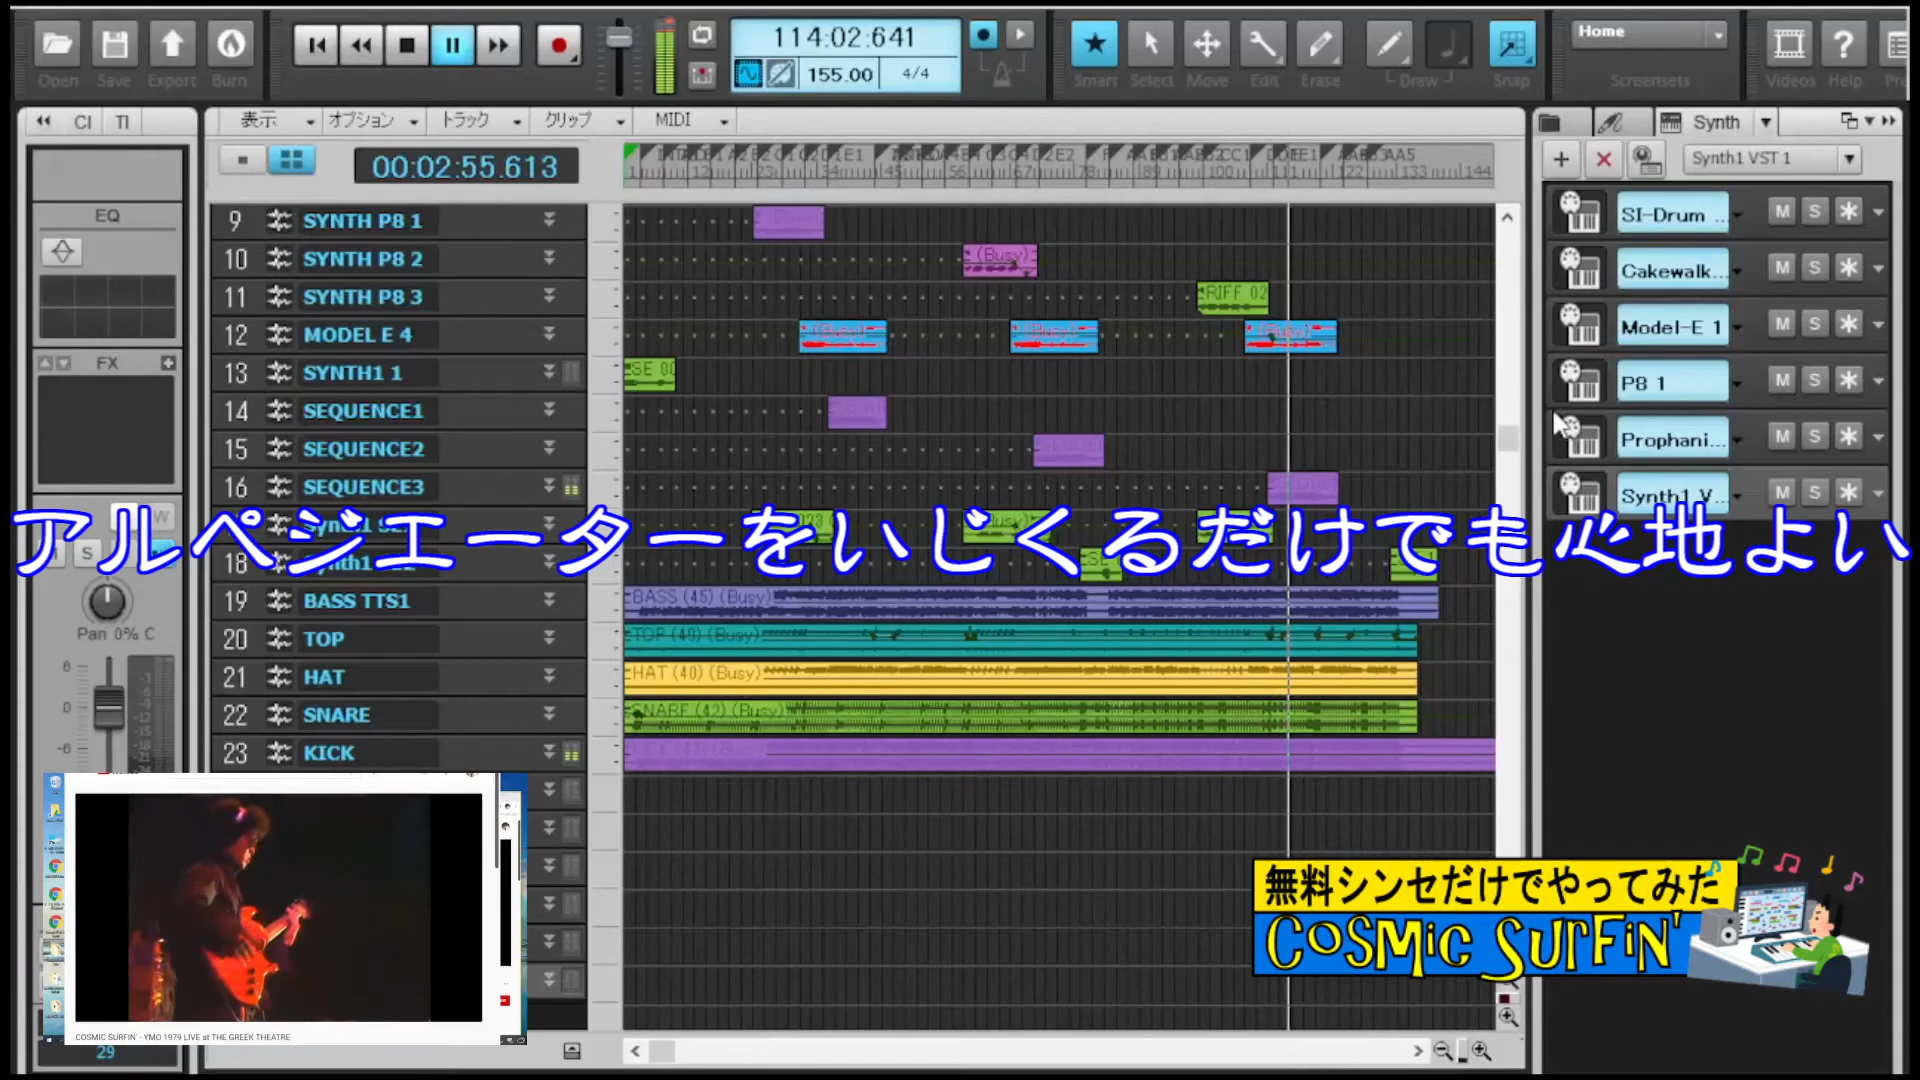 Open Save Export Burn
114:02:641
155.00 4/4
Smart Select Move Edit Erase Draw Snap
Home
Screensets
Videos Help
CI TI
表示 オプション トラック クリップ MIDI
Synth
00:02:55.613
Synth1 VST 1
EQ
FX
9 SYNTH P8 1
10 SYNTH P8 2
(Busy)
11 SYNTH P8 3
RIFF 02
12 MODEL E 4
(Busy) (Busy) (Busy)
13 SYNTH1 1
14 SEQUENCE1
15 SEQUENCE2
16 SEQUENCE3
アルペジエーターをいじくるだけでも心地よい
18
19 BASS TTS1
BASS (45) (Busy)
20 TOP
TOP (40) (Busy)
21 HAT
HAT (40) (Busy)
22 SNARE
SNARE (42) (Busy)
23 KICK
SI-Drum ... M S
Cakewalk... M S
Model-E 1 M S
P8 1 M S
Prophani... M S
Synth1 V... M S
Pan 0% C
COSMIC SURFIN' - YMO 1979 LIVE at THE GREEK THEATRE
29
無料シンセだけでやってみた
COSMIC SURFIN'